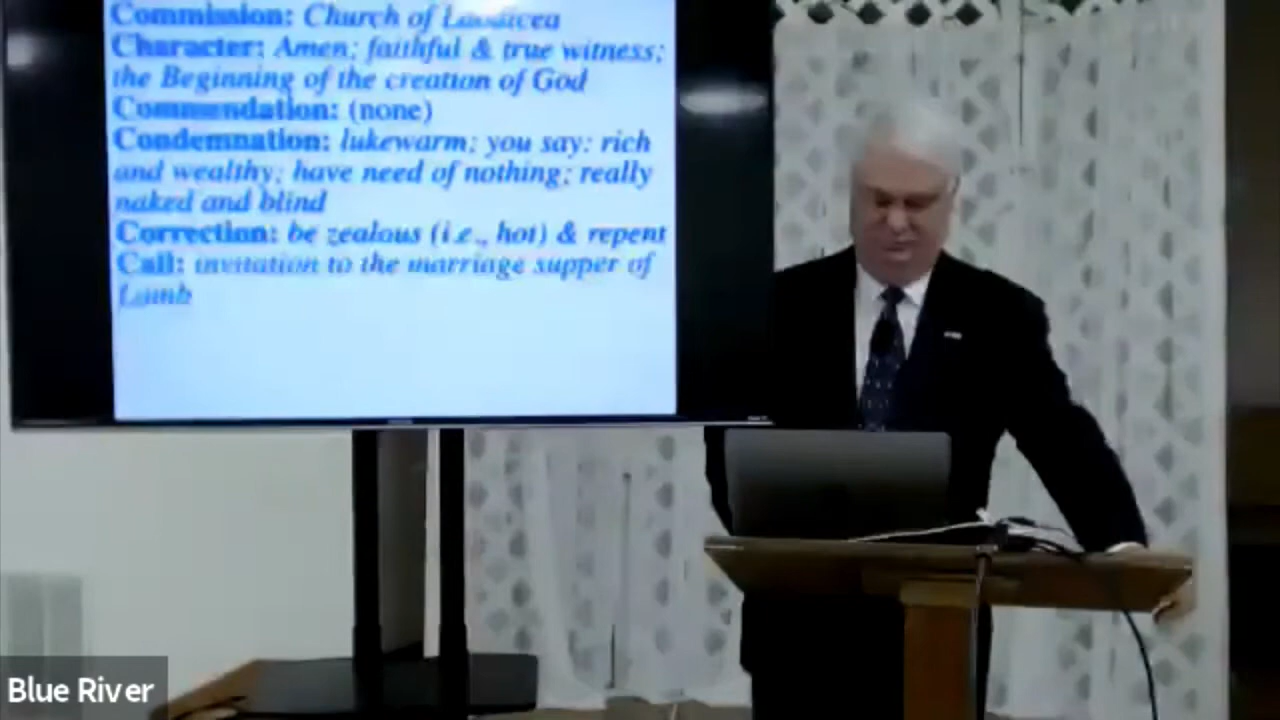 Commission: Church of Laodicea
Character: Amen; faithful & true witness;
the Beginning of the creation of God
Commendation: (none)
Condemnation: lukewarm; you say: rich
and wealthy; have need of nothing; really
naked and blind
Correction: be zealous (i.e., hot) & repent
Call: invitation to the marriage supper of
Lamb
Blue River